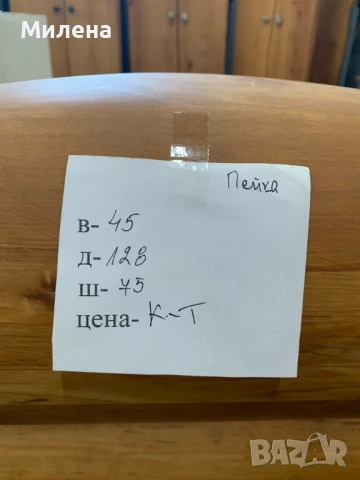 Милена
Пейка
в- 45
д- 128
ш- 75
цена- К-Т
BAZAR